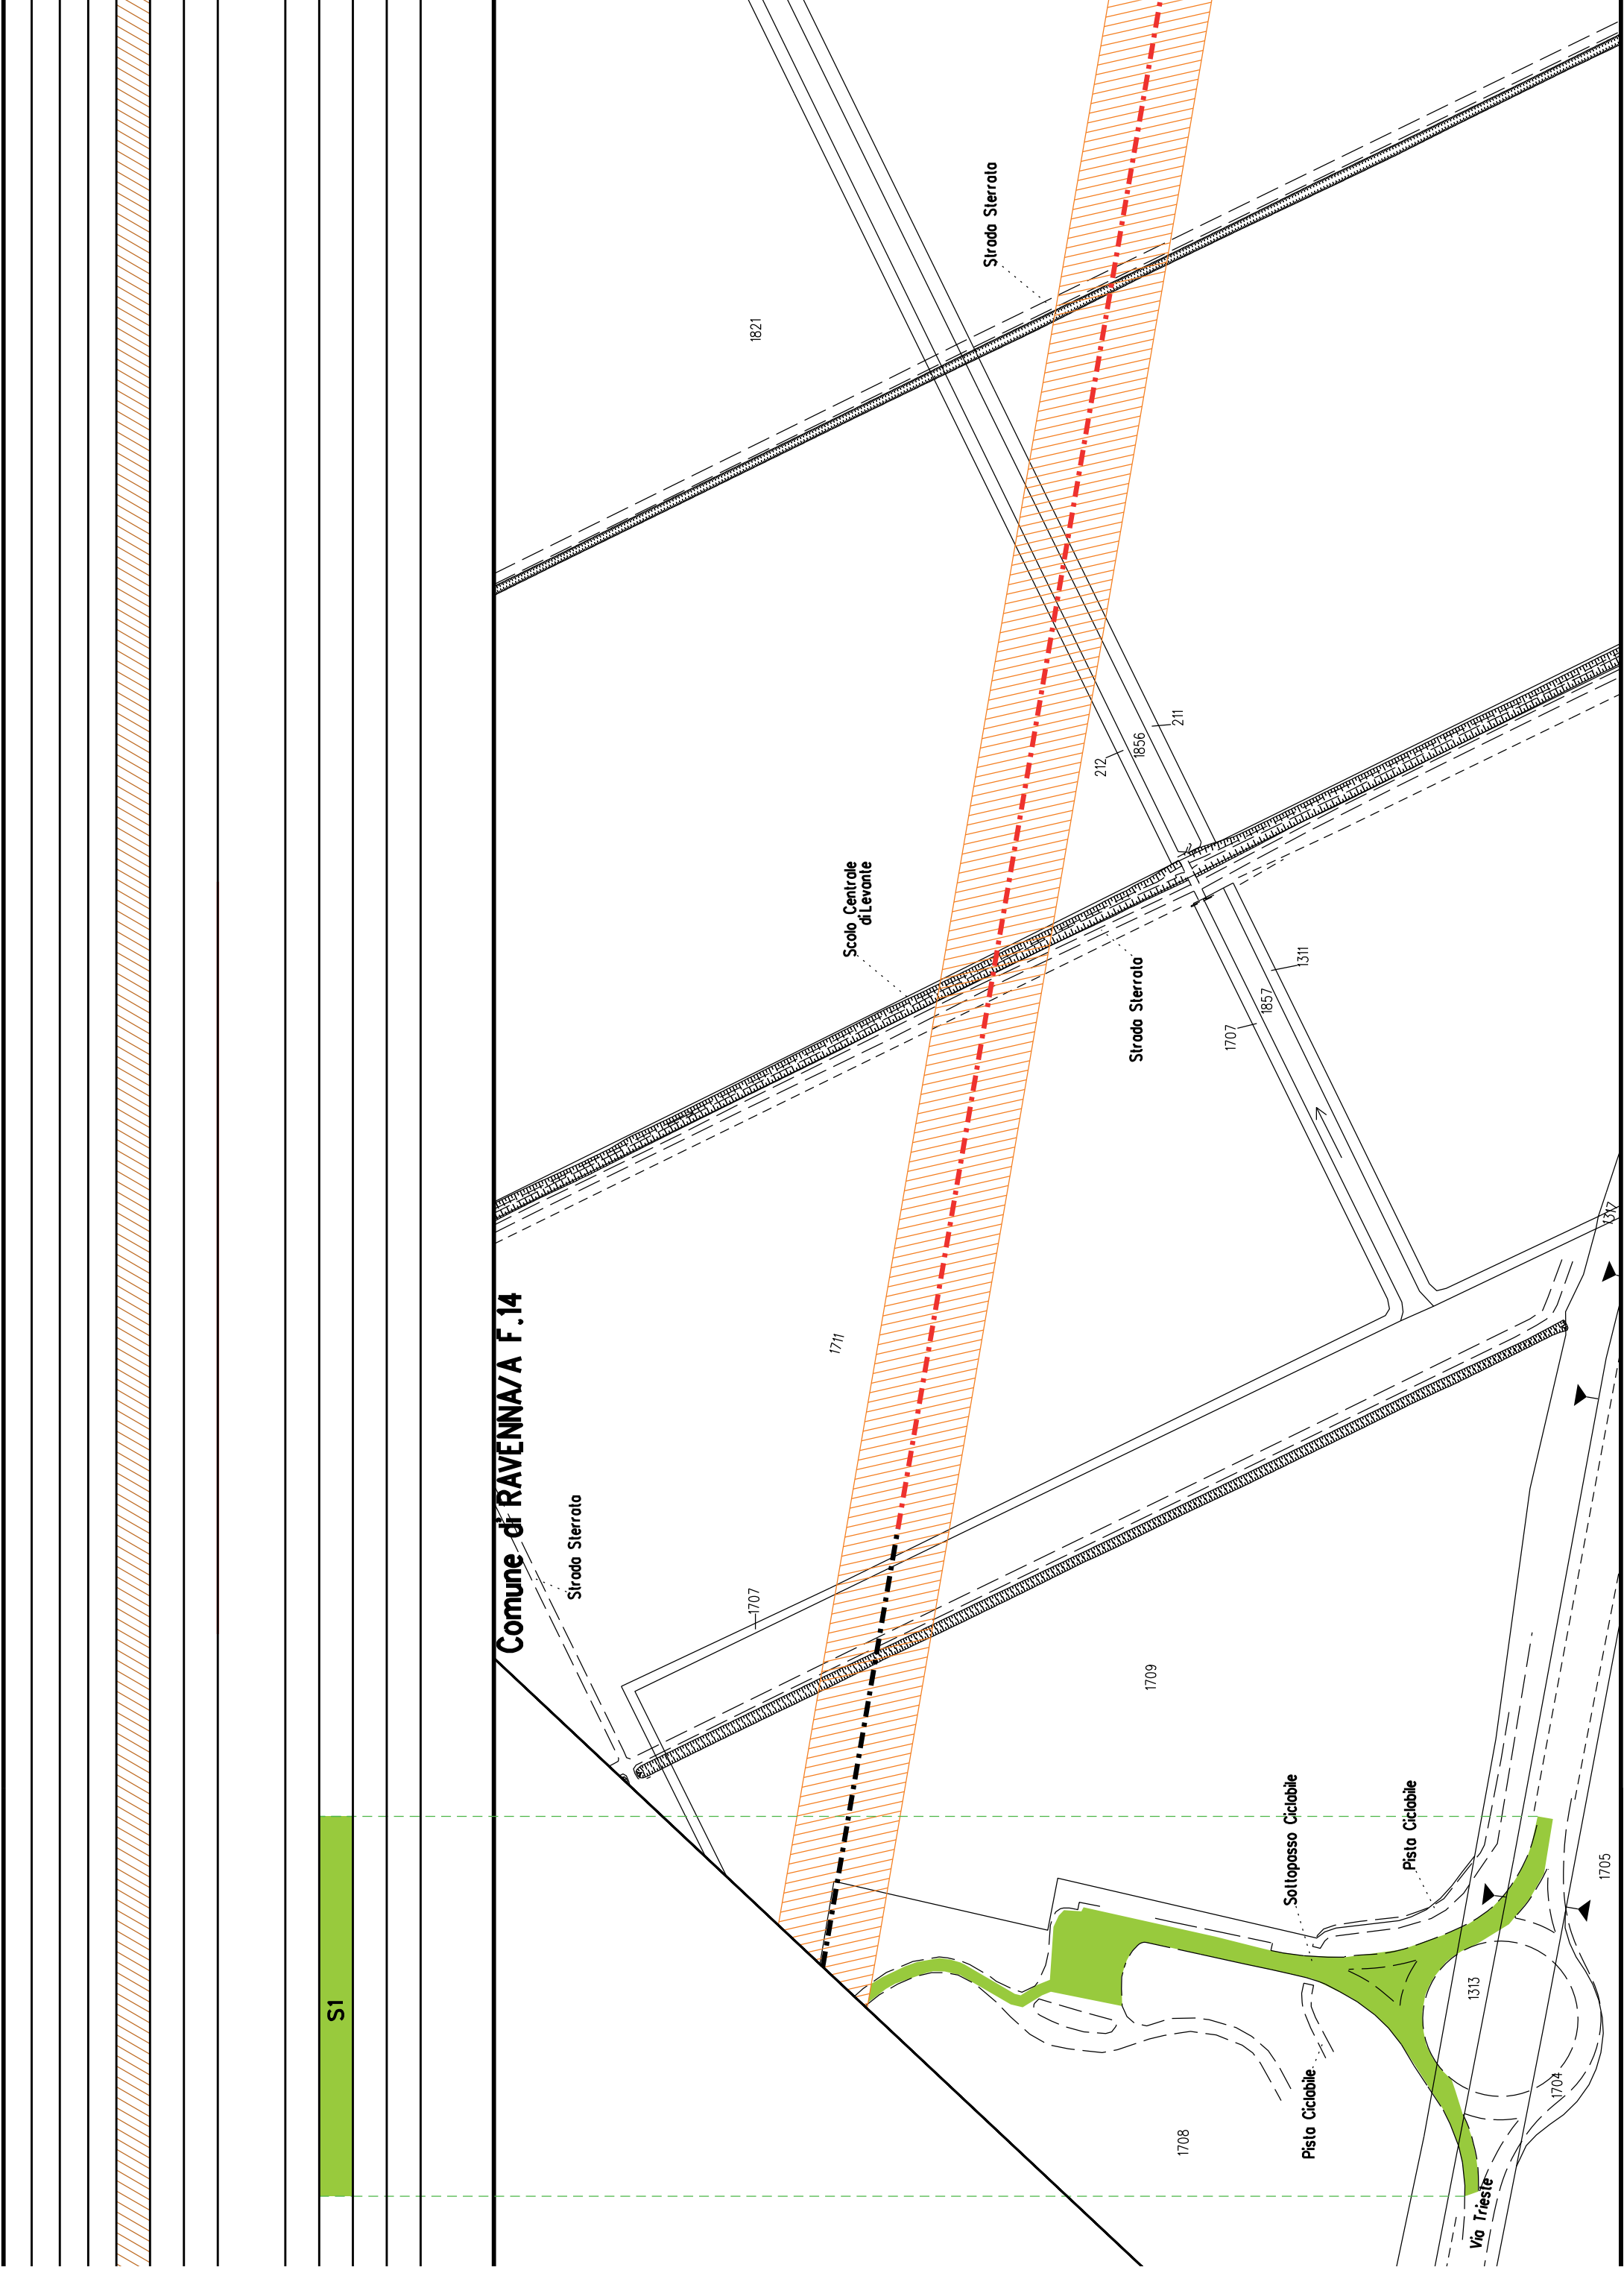 Comune di RAVENNA/A F.14
S1
Strada Sterrata
1821
Scolo Centrale
di Levante
212
1856
211
Strada Sterrata
1707
1857
1311
1711
1317
Strada Sterrata
1707
1709
Sottopasso Ciclabile
Pista Ciclabile
1705
1313
1704
Pista Ciclabile
1708
Via Trieste